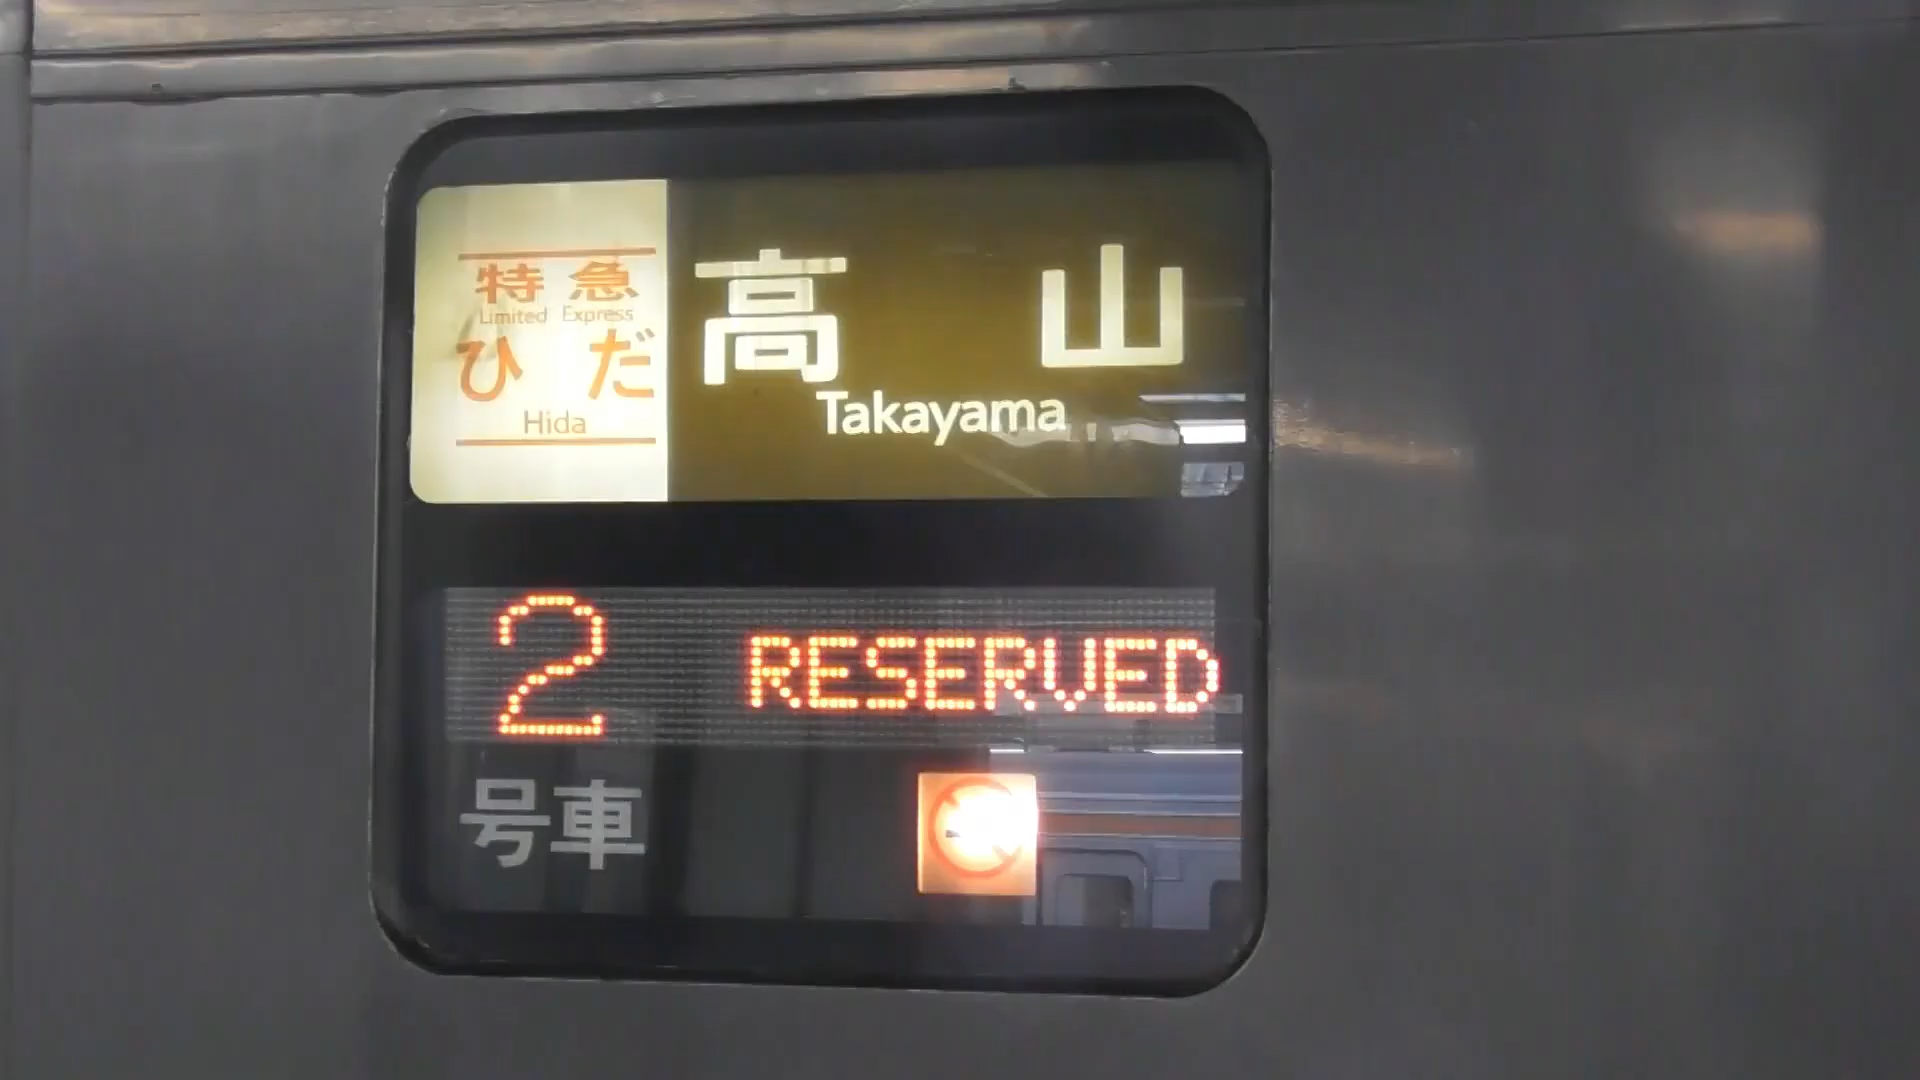 特急
Limited Express
ひだ
Hida
高山
Takayama
2 RESERVED
号車